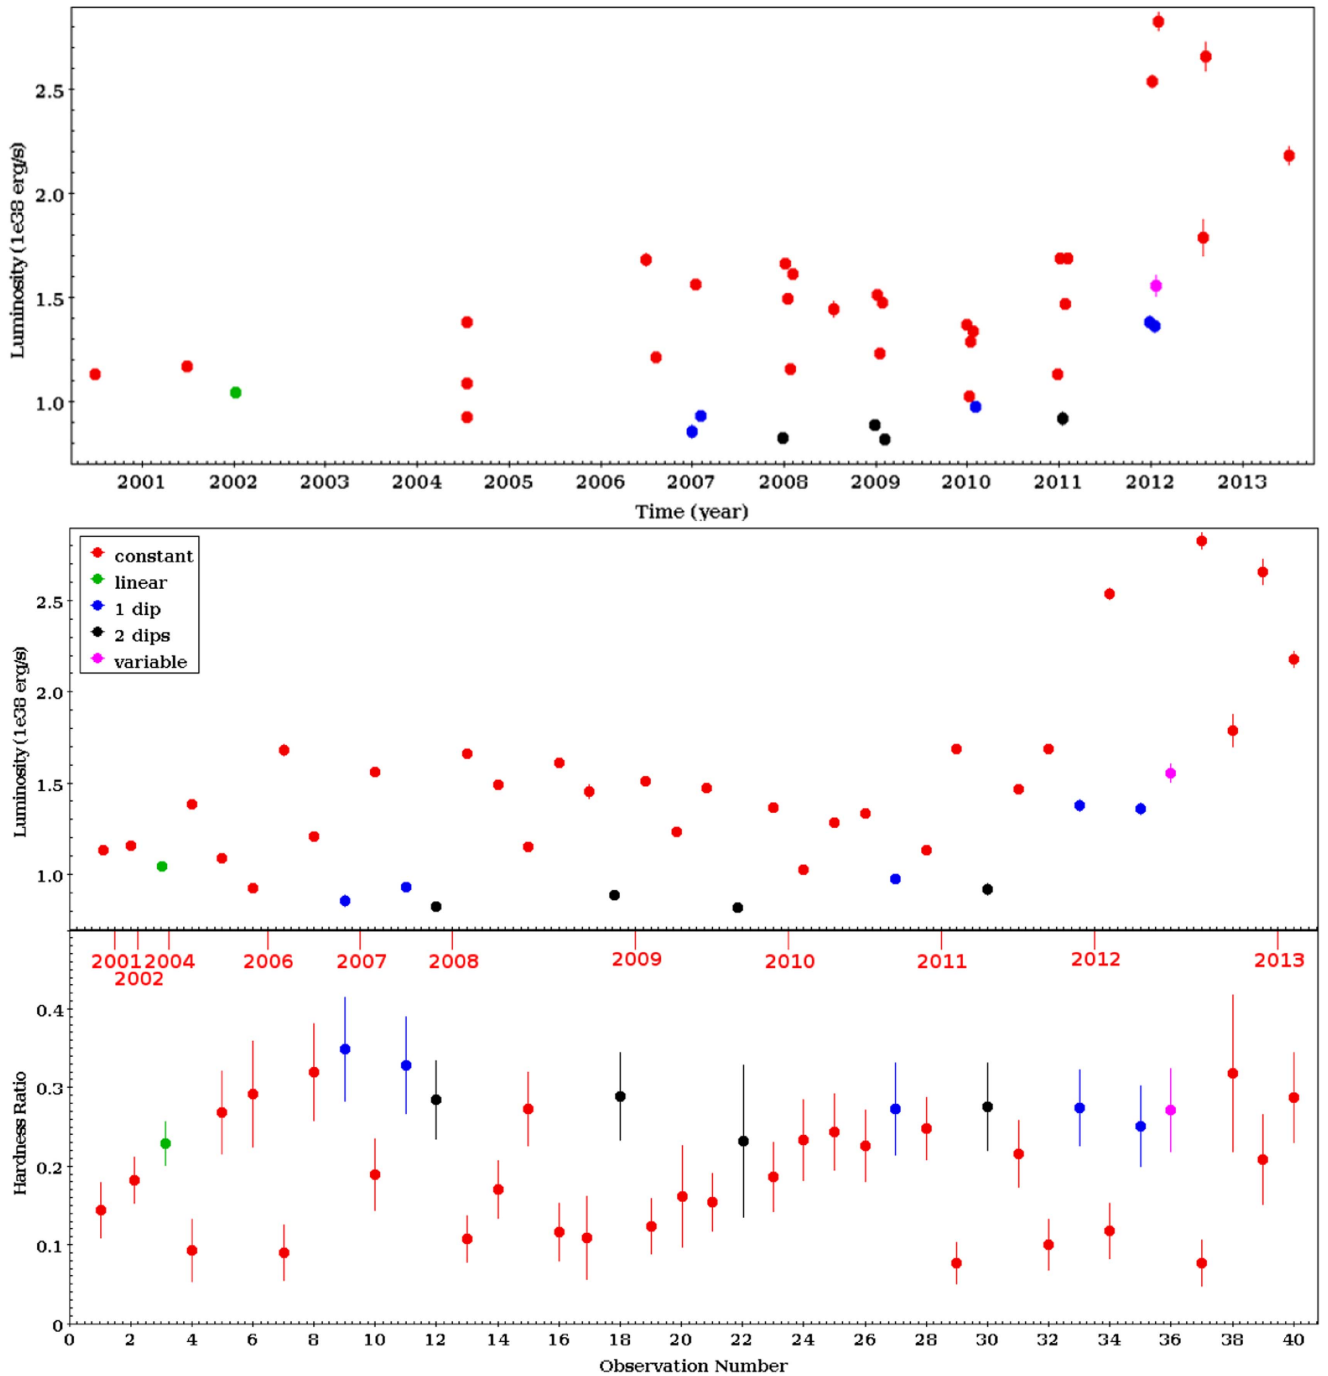 2.5
2.0
1.5
1.0
Luminosity (1e38 erg/s)
2001 2002 2003 2004 2005 2006 2007 2008 2009 2010 2011 2012 2013
Time (year)
constant
linear
1 dip
2 dips
variable
2.5
2.0
1.5
1.0
Luminosity (1e38 erg/s)
2001 2004 2006 2007 2008 2009 2010 2011 2012 2013
2002
0.4
0.3
0.2
0.1
0
Hardness Ratio
0 2 4 6 8 10 12 14 16 18 20 22 24 26 28 30 32 34 36 38 40
Observation Number